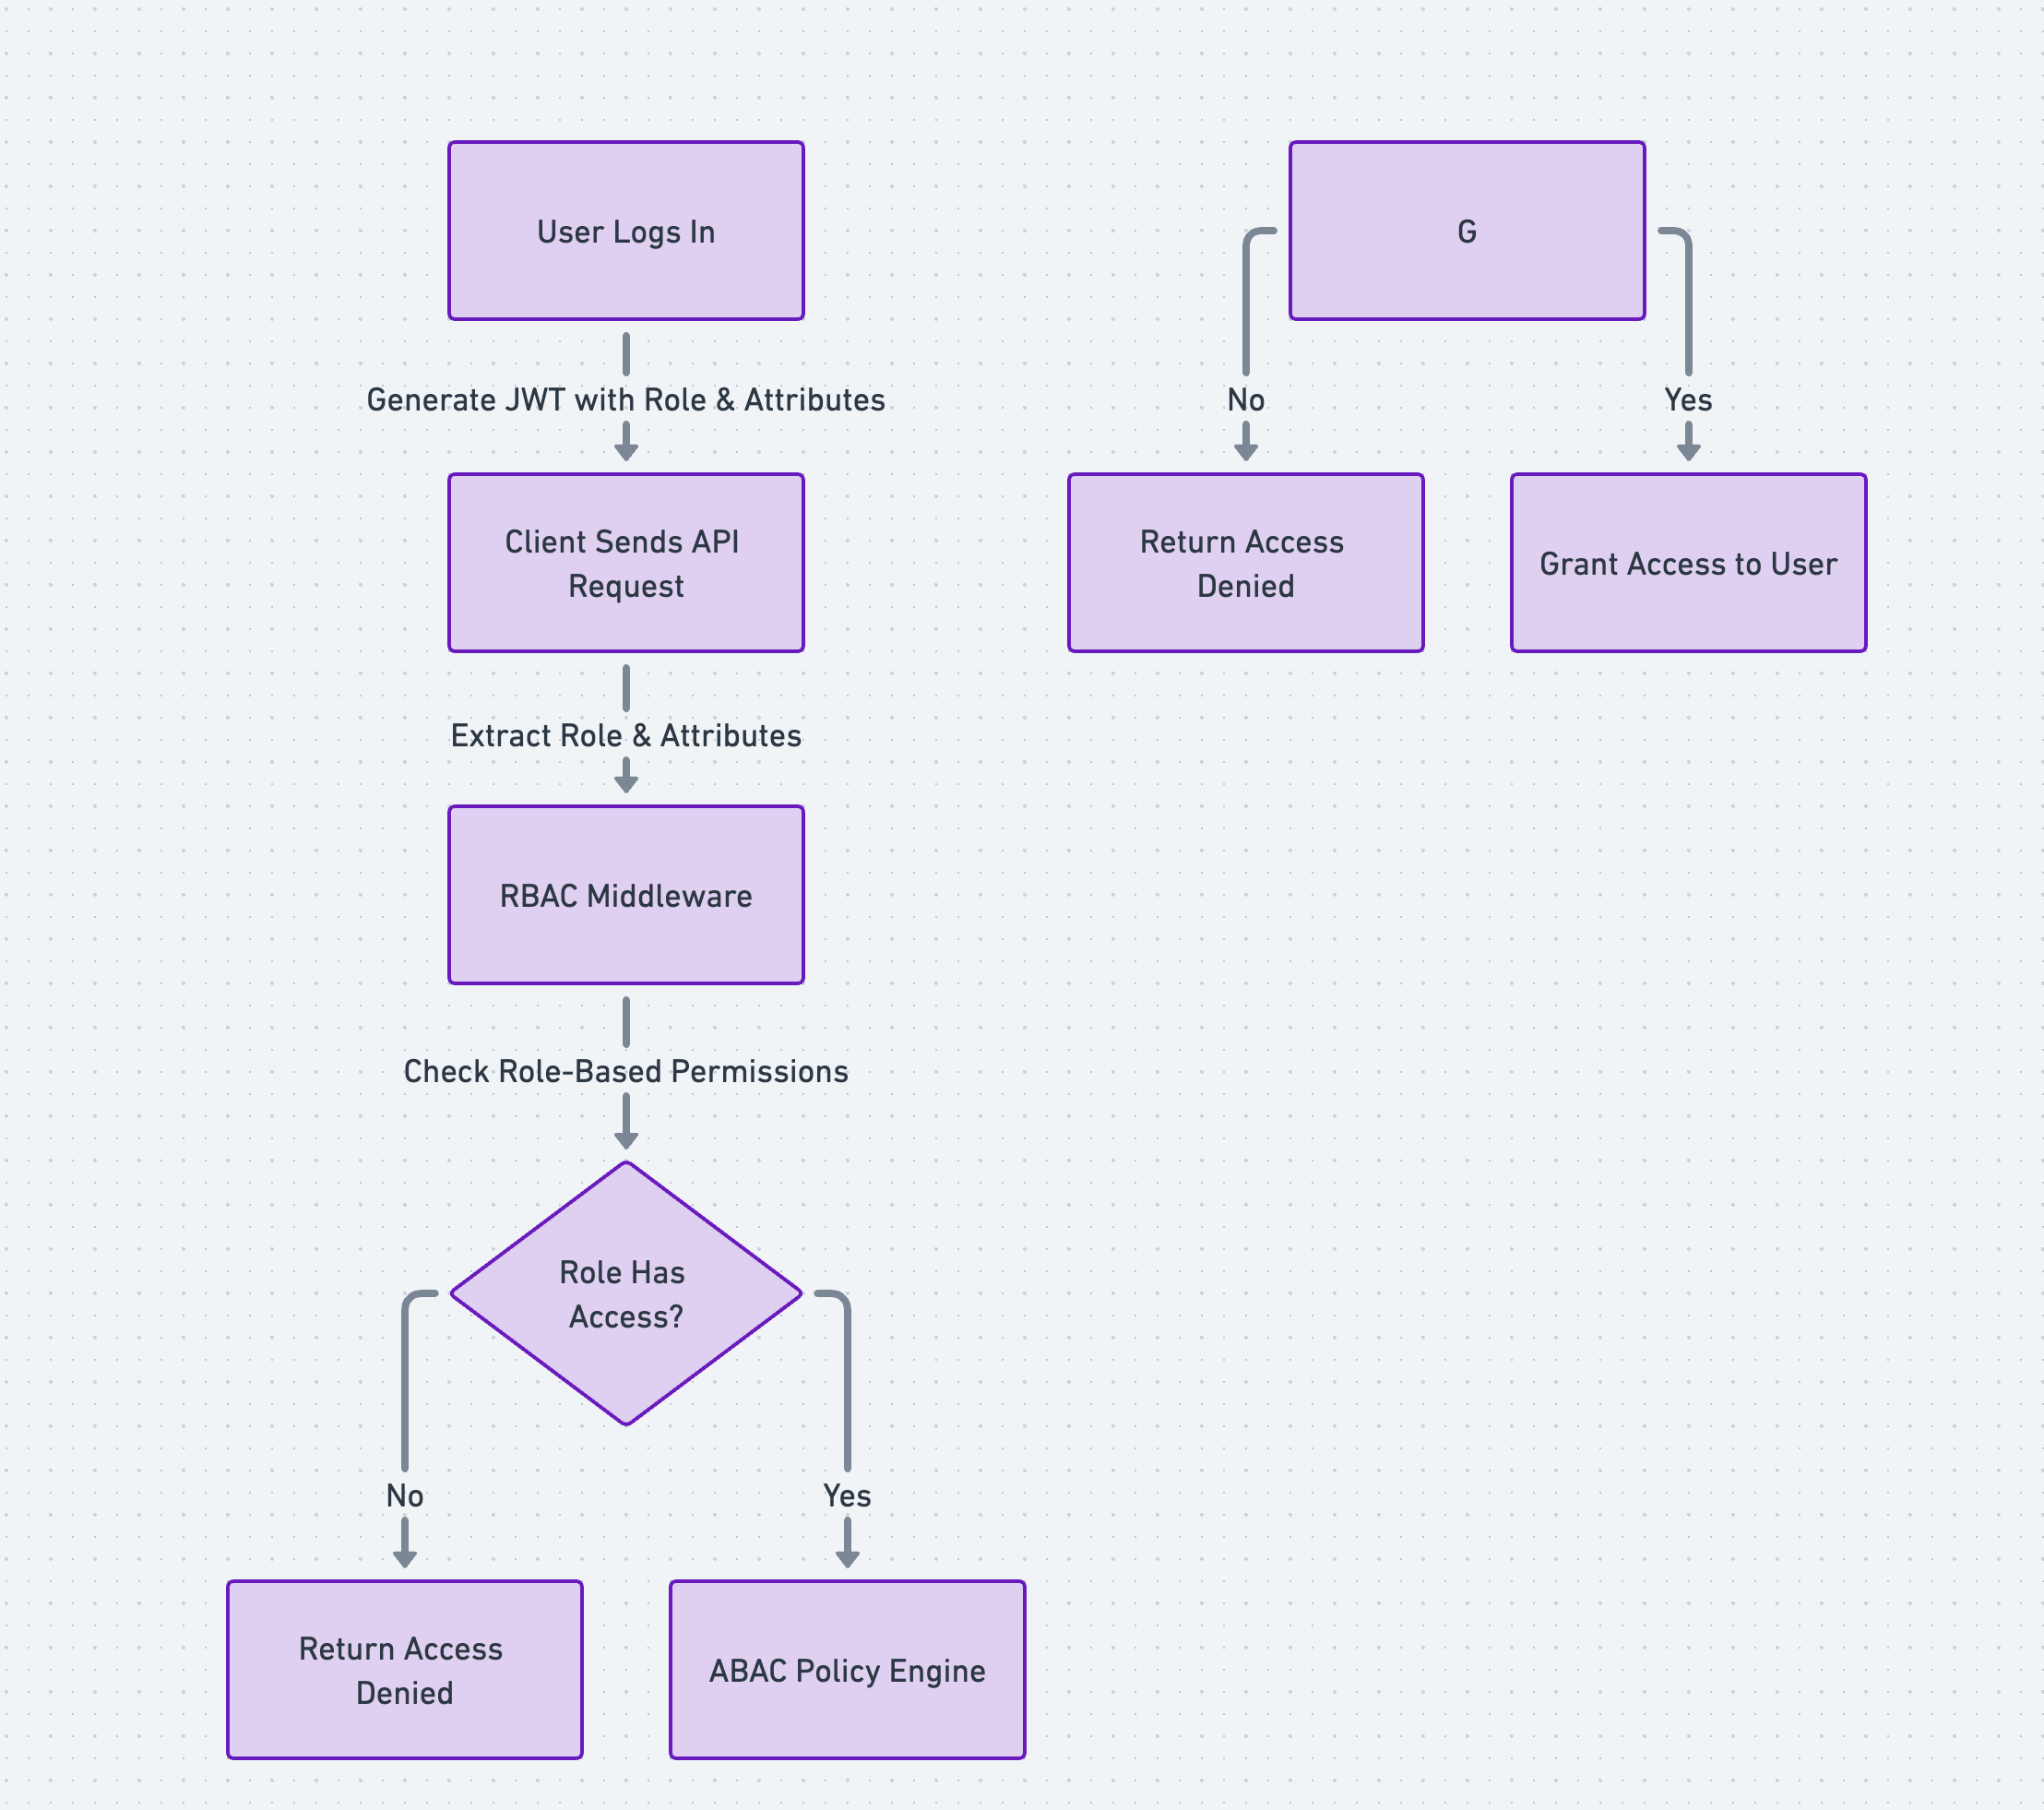 User Logs In
Generate JWT with Role & Attributes
Client Sends API
Request
Extract Role & Attributes
RBAC Middleware
Check Role-Based Permissions
Role Has
Access?
No
Yes
Return Access
Denied
ABAC Policy Engine
G
No
Yes
Return Access
Denied
Grant Access to User